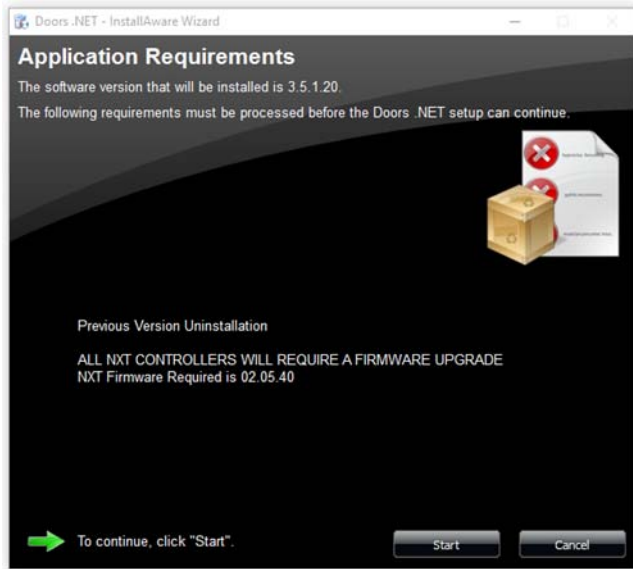 Doors .NET - InstallAware Wizard
Application Requirements
The software version that will be installed is 3.5.1.20.
The following requirements must be processed before the Doors .NET setup can continue.
Previous Version Uninstallation
ALL NXT CONTROLLERS WILL REQUIRE A FIRMWARE UPGRADE
NXT Firmware Required is 02.05.40
To continue, click "Start".
Start
Cancel